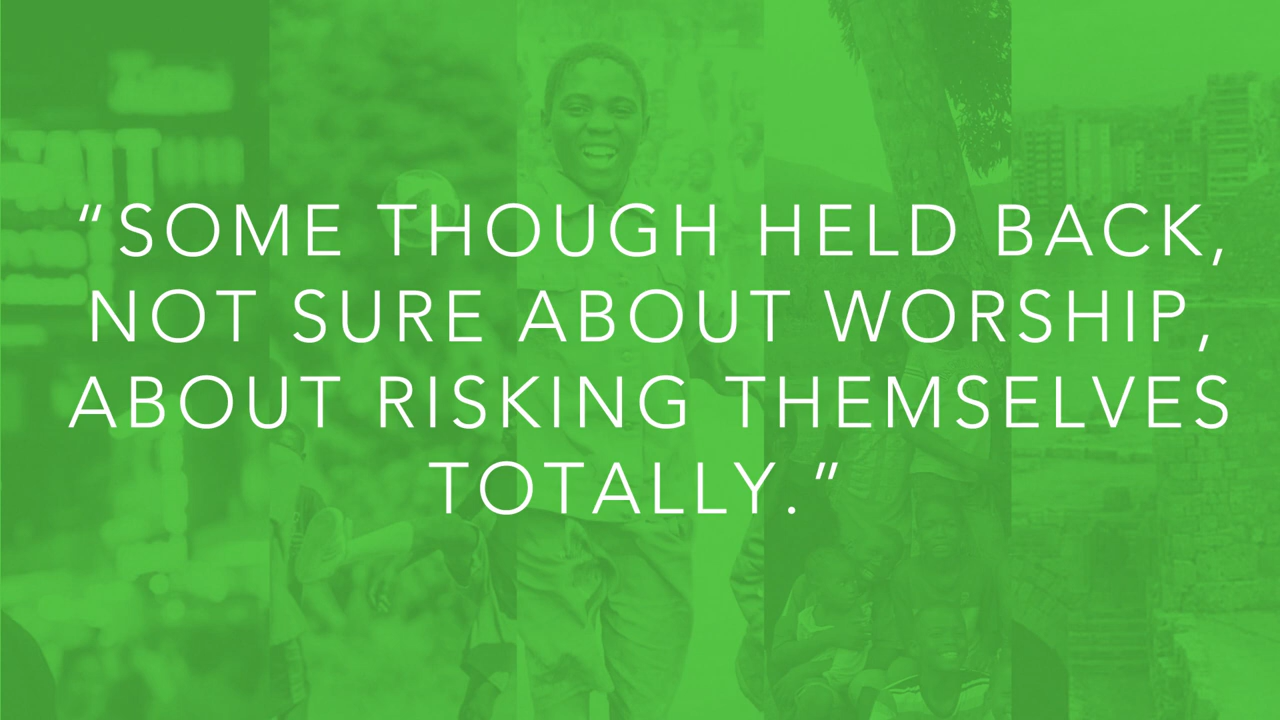 “SOME THOUGH HELD BACK,
NOT SURE ABOUT WORSHIP,
ABOUT RISKING THEMSELVES
TOTALLY.”